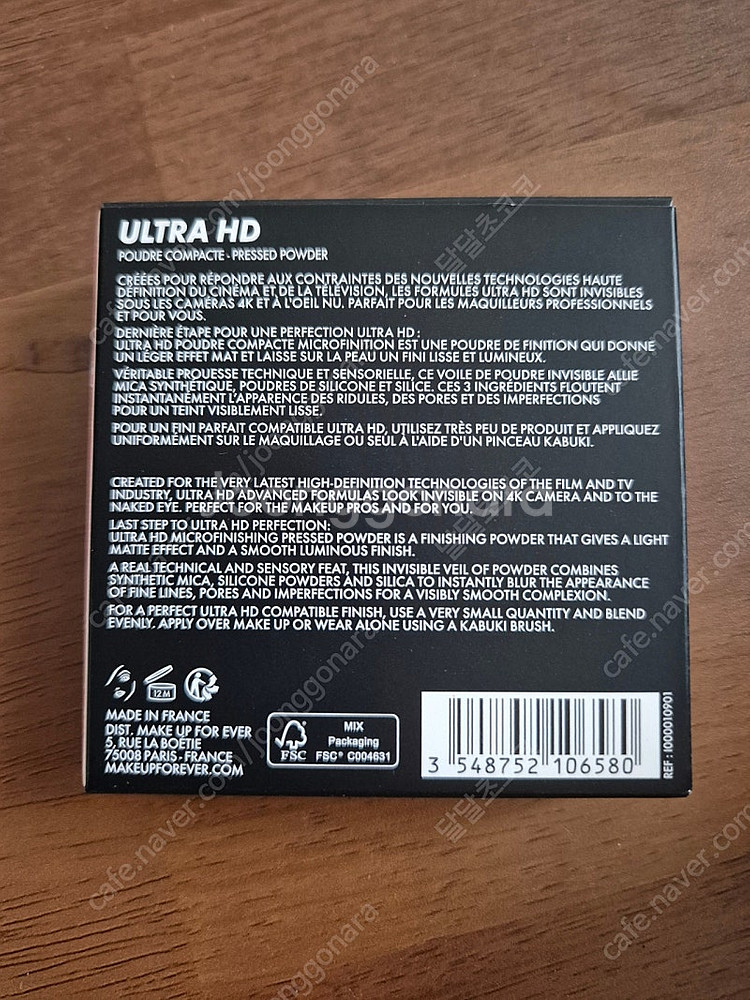 ULTRA HD
POUDRE COMPACTE - PRESSED POWDER
CRÉÉES POUR RÉPONDRE AUX CONTRAINTES DES NOUVELLES TECHNOLOGIES HAUTE
DÉFINITION DU CINÉMA ET DE LA TÉLÉVISION, LES FORMULES ULTRA HD SONT INVISIBLES
SOUS LES CAMÉRAS 4K ET À L'OEIL NU. PARFAIT POUR LES MAQUILLEURS PROFESSIONNELS
ET POUR VOUS.
DERNIÈRE ÉTAPE POUR UNE PERFECTION ULTRA HD :
ULTRA HD POUDRE COMPACTE MICROFINITION EST UNE POUDRE DE FINITION QUI DONNE
UN LÉGER EFFET MAT ET LAISSE SUR LA PEAU UN FINI LISSE ET LUMINEUX.
VÉRITABLE PROUESSE TECHNIQUE ET SENSORIELLE, CE VOILE DE POUDRE INVISIBLE ALLIE
MICA SYNTHÉTIQUE, POUDRES DE SILICONE ET SILICE. CES 3 INGRÉDIENTS FLOUTENT
INSTANTANÉMENT L'APPARENCE DES RIDULES, DES PORES ET DES IMPERFECTIONS
POUR UN TEINT VISIBLEMENT LISSE.
POUR UN FINI PARFAIT COMPATIBLE ULTRA HD, UTILISEZ TRÈS PEU DE PRODUIT ET APPLIQUEZ
UNIFORMÉMENT SUR LE MAQUILLAGE OU SEUL À L'AIDE D'UN PINCEAU KABUKI.
CREATED FOR THE VERY LATEST HIGH-DEFINITION TECHNOLOGIES OF THE FILM AND TV
INDUSTRY, ULTRA HD ADVANCED FORMULAS LOOK INVISIBLE ON 4K CAMERA AND TO THE
NAKED EYE. PERFECT FOR THE MAKEUP PROS AND FOR YOU.
LAST STEP TO ULTRA HD PERFECTION:
ULTRA HD MICROFINISHING PRESSED POWDER IS A FINISHING POWDER THAT GIVES A LIGHT
MATTE EFFECT AND A SMOOTH LUMINOUS FINISH.
A REAL TECHNICAL AND SENSORY FEAT, THIS INVISIBLE VEIL OF POWDER COMBINES
SYNTHETIC MICA, SILICONE POWDERS AND SILICA TO INSTANTLY BLUR THE APPEARANCE
OF FINE LINES, PORES AND IMPERFECTIONS FOR A VISIBLY SMOOTH COMPLEXION.
FOR A PERFECT ULTRA HD COMPATIBLE FINISH, USE A VERY SMALL QUANTITY AND BLEND
EVENLY. APPLY OVER MAKE UP OR WEAR ALONE USING A KABUKI BRUSH.
12M
MADE IN FRANCE
DIST. MAKE UP FOR EVER
5, RUE LA BOÉTIE
75008 PARIS - FRANCE
MAKEUPFOREVER.COM
FSC
MIX
Packaging
FSC® C004631
3 548752 106580
REF : I000010901
joonggonara
cafe.naver.com/joonggonara
달달초코코